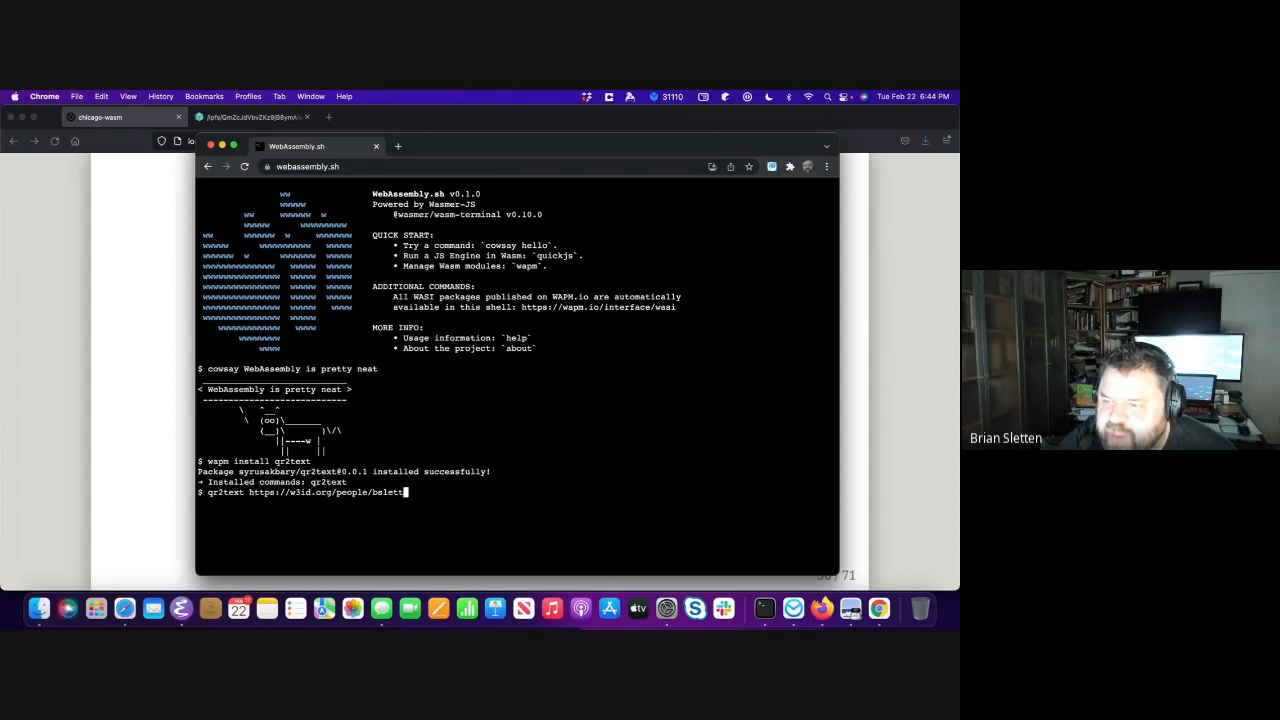 Chrome File Edit View History Bookmarks Profiles Tab Window Help 31110 Tue Feb 22 6:44 PM
chicago-wasm
WebAssembly.sh
webassembly.sh
WebAssembly.sh v0.1.0
Powered by Wasmer-JS
@wasmer/wasm-terminal v0.10.0
QUICK START:
• Try a command: `cowsay hello`.
• Run a JS Engine in Wasm: `quickjs`.
• Manage Wasm modules: `wapm`.
ADDITIONAL COMMANDS:
All WASI packages published on WAPM.io are automatically
available in this shell: https://wapm.io/interface/wasi
MORE INFO:
• Usage information: `help`
• About the project: `about`
$ cowsay WebAssembly is pretty neat
< WebAssembly is pretty neat >
$ wapm install qr2text
Package syrusakbary/qr2text@0.0.1 installed successfully!
→ Installed commands: qr2text
$ qr2text https://w3id.org/people/bslett
/ 71
Brian Sletten
FEB
22
tv